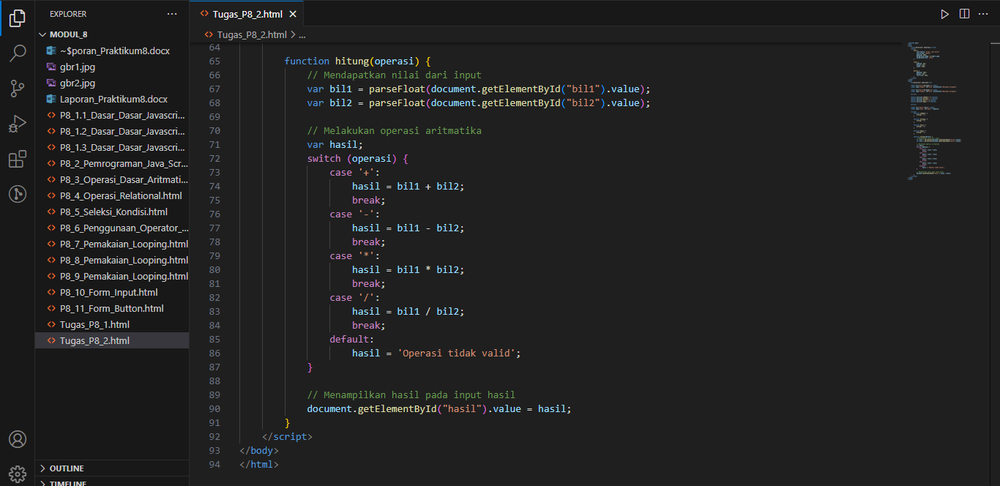 EXPLORER
MODUL_8
~$poran_Praktikum8.docx
gbr1.jpg
gbr2.jpg
Laporan_Praktikum8.docx
P8_1.1_Dasar_Dasar_Javascri...
P8_1.2_Dasar_Dasar_Javascri...
P8_1.3_Dasar_Dasar_Javascri...
P8_2_Pemrograman_Java_Scr...
P8_3_Operasi_Dasar_Aritmati...
P8_4_Operasi_Relational.html
P8_5_Seleksi_Kondisi.html
P8_6_Penggunaan_Operator_...
P8_7_Pemakaian_Looping.html
P8_8_Pemakaian_Looping.html
P8_9_Pemakaian_Looping.html
P8_10_Form_Input.html
P8_11_Form_Button.html
Tugas_P8_1.html
Tugas_P8_2.html
OUTLINE
TIMELINE
Tugas_P8_2.html
Tugas_P8_2.html > ...
64
65 function hitung(operasi) {
66 // Mendapatkan nilai dari input
67 var bil1 = parseFloat(document.getElementById("bil1").value);
68 var bil2 = parseFloat(document.getElementById("bil2").value);
69
70 // Melakukan operasi aritmatika
71 var hasil;
72 switch (operasi) {
73 case '+':
74 hasil = bil1 + bil2;
75 break;
76 case '-':
77 hasil = bil1 - bil2;
78 break;
79 case '*':
80 hasil = bil1 * bil2;
81 break;
82 case '/':
83 hasil = bil1 / bil2;
84 break;
85 default:
86 hasil = 'Operasi tidak valid';
87 }
88
89 // Menampilkan hasil pada input hasil
90 document.getElementById("hasil").value = hasil;
91 }
92 </script>
93 </body>
94 </html>